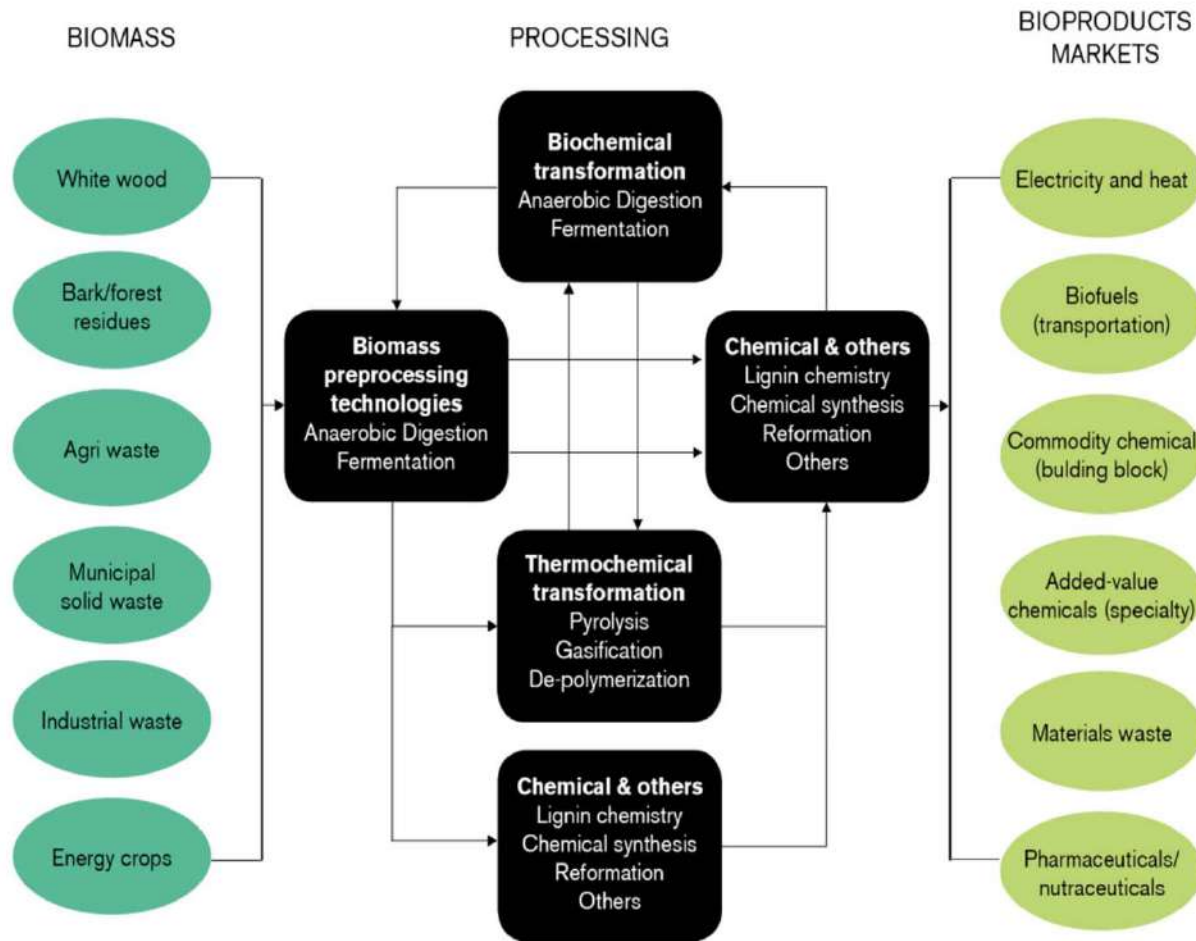 BIOMASS
PROCESSING
BIOPRODUCTS
MARKETS
White wood
Bark/forest
residues
Agri waste
Municipal
solid waste
Industrial waste
Energy crops
Biochemical
transformation
Anaerobic Digestion
Fermentation
Biomass
preprocessing
technologies
Anaerobic Digestion
Fermentation
Chemical & others
Lignin chemistry
Chemical synthesis
Reformation
Others
Thermochemical
transformation
Pyrolysis
Gasification
De-polymerization
Chemical & others
Lignin chemistry
Chemical synthesis
Reformation
Others
Electricity and heat
Biofuels
(transportation)
Commodity chemical
(bulding block)
Added-value
chemicals (specialty)
Materials waste
Pharmaceuticals/
nutraceuticals